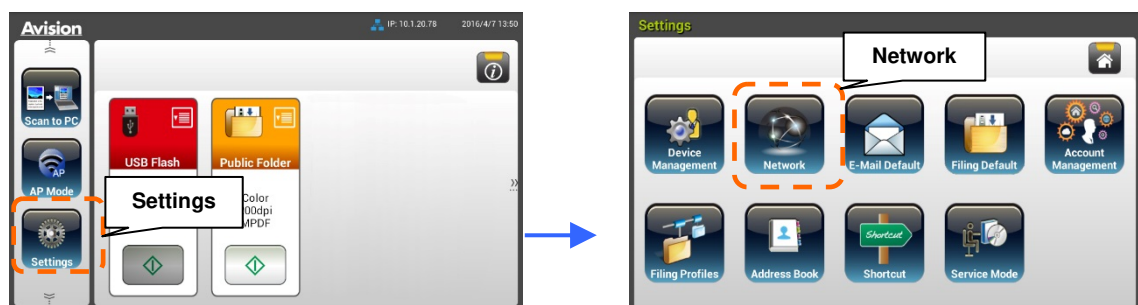 Avision
IP: 10.1.20.78
2016/4/7 13:50
Scan to PC
AP
AP Mode
Settings
USB Flash
Public Folder
Settings
Color
00dpi
MPDF
Settings
Network
Device
Management
Network
E-Mail Default
Filing Default
Account
Management
Filing Profiles
Address Book
Shortcut
Shortcut
Service Mode